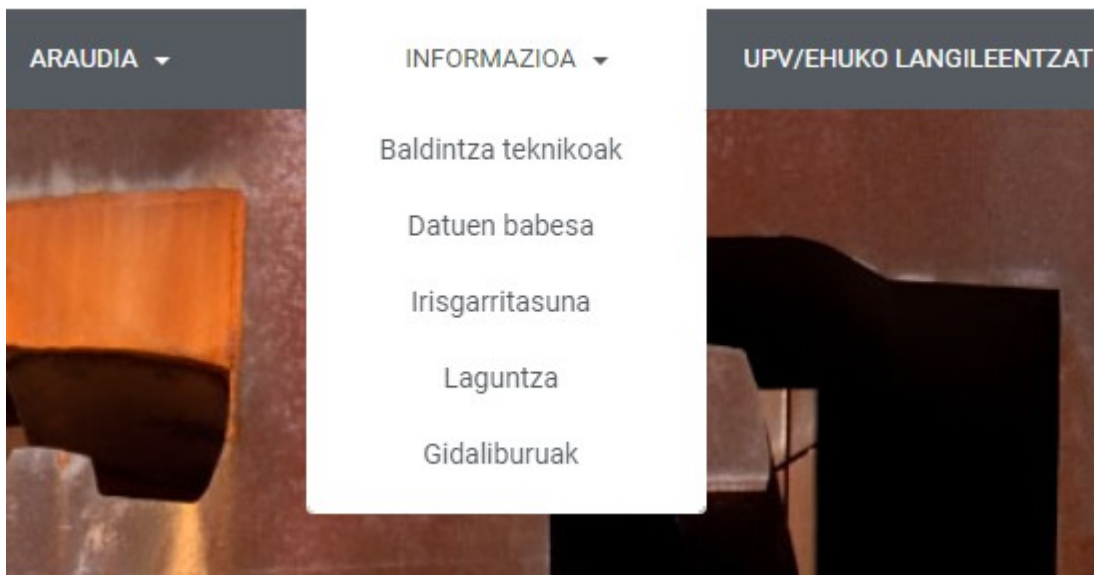 ARAUDIA
INFORMAZIOA
UPV/EHUKO LANGILEENTZAT
Baldintza teknikoak
Datuen babesa
Irisgarritasuna
Laguntza
Gidaliburuak